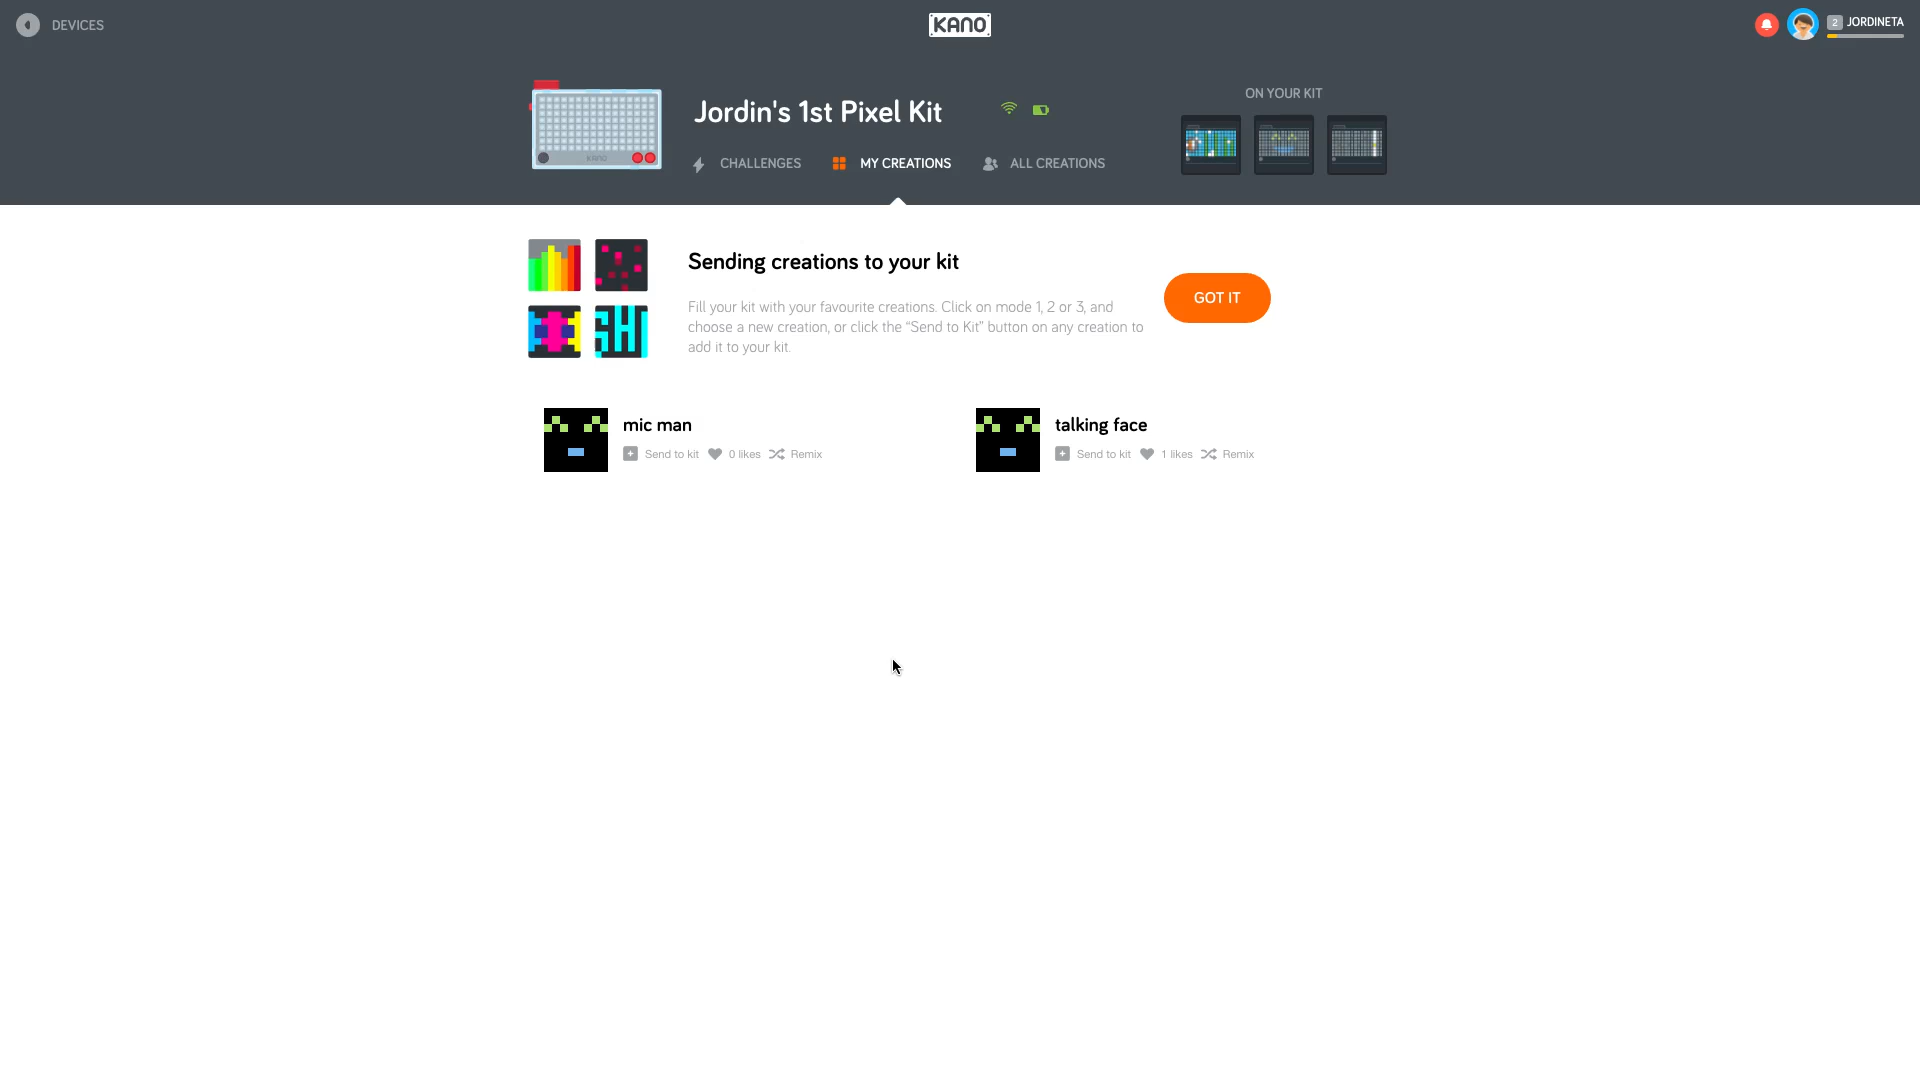 DEVICES
KANO
2 JORDINETA
Jordin's 1st Pixel Kit
ON YOUR KIT
KANO
CHALLENGES
MY CREATIONS
ALL CREATIONS
Sending creations to your kit
Fill your kit with your favourite creations. Click on mode 1, 2 or 3, and
choose a new creation, or click the “Send to Kit” button on any creation to
add it to your kit.
GOT IT
mic man
Send to kit 0 likes Remix
talking face
Send to kit 1 likes Remix